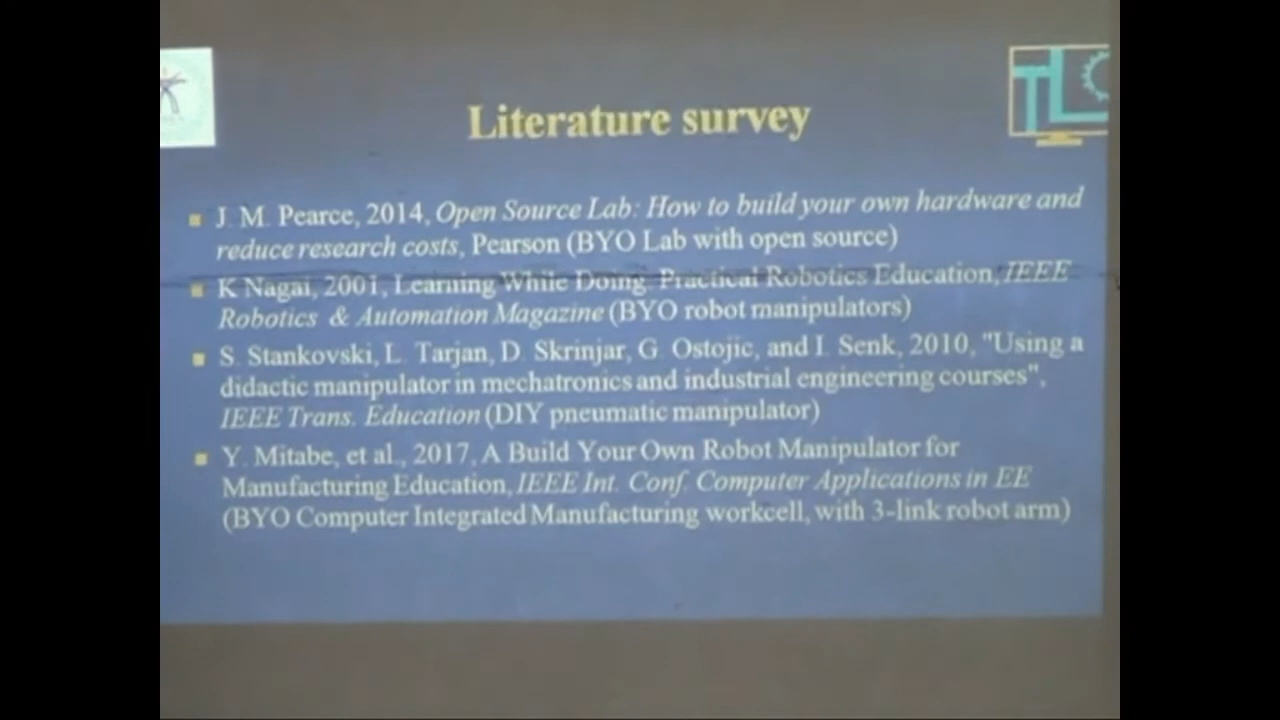 TL
Literature survey
J. M. Pearce, 2014, Open Source Lab: How to build your own hardware and
reduce research costs, Pearson (BYO Lab with open source)
K Nagai, 2001, Learning While Doing: Practical Robotics Education, IEEE
Robotics & Automation Magazine (BYO robot manipulators)
S. Stankovski, L. Tarjan, D. Skrinjar, G. Ostojic, and I. Senk, 2010, "Using a
didactic manipulator in mechatronics and industrial engineering courses",
IEEE Trans. Education (DIY pneumatic manipulator)
Y. Mitabe, et al., 2017, A Build Your Own Robot Manipulator for
Manufacturing Education, IEEE Int. Conf. Computer Applications in EE
(BYO Computer Integrated Manufacturing workcell, with 3-link robot arm)